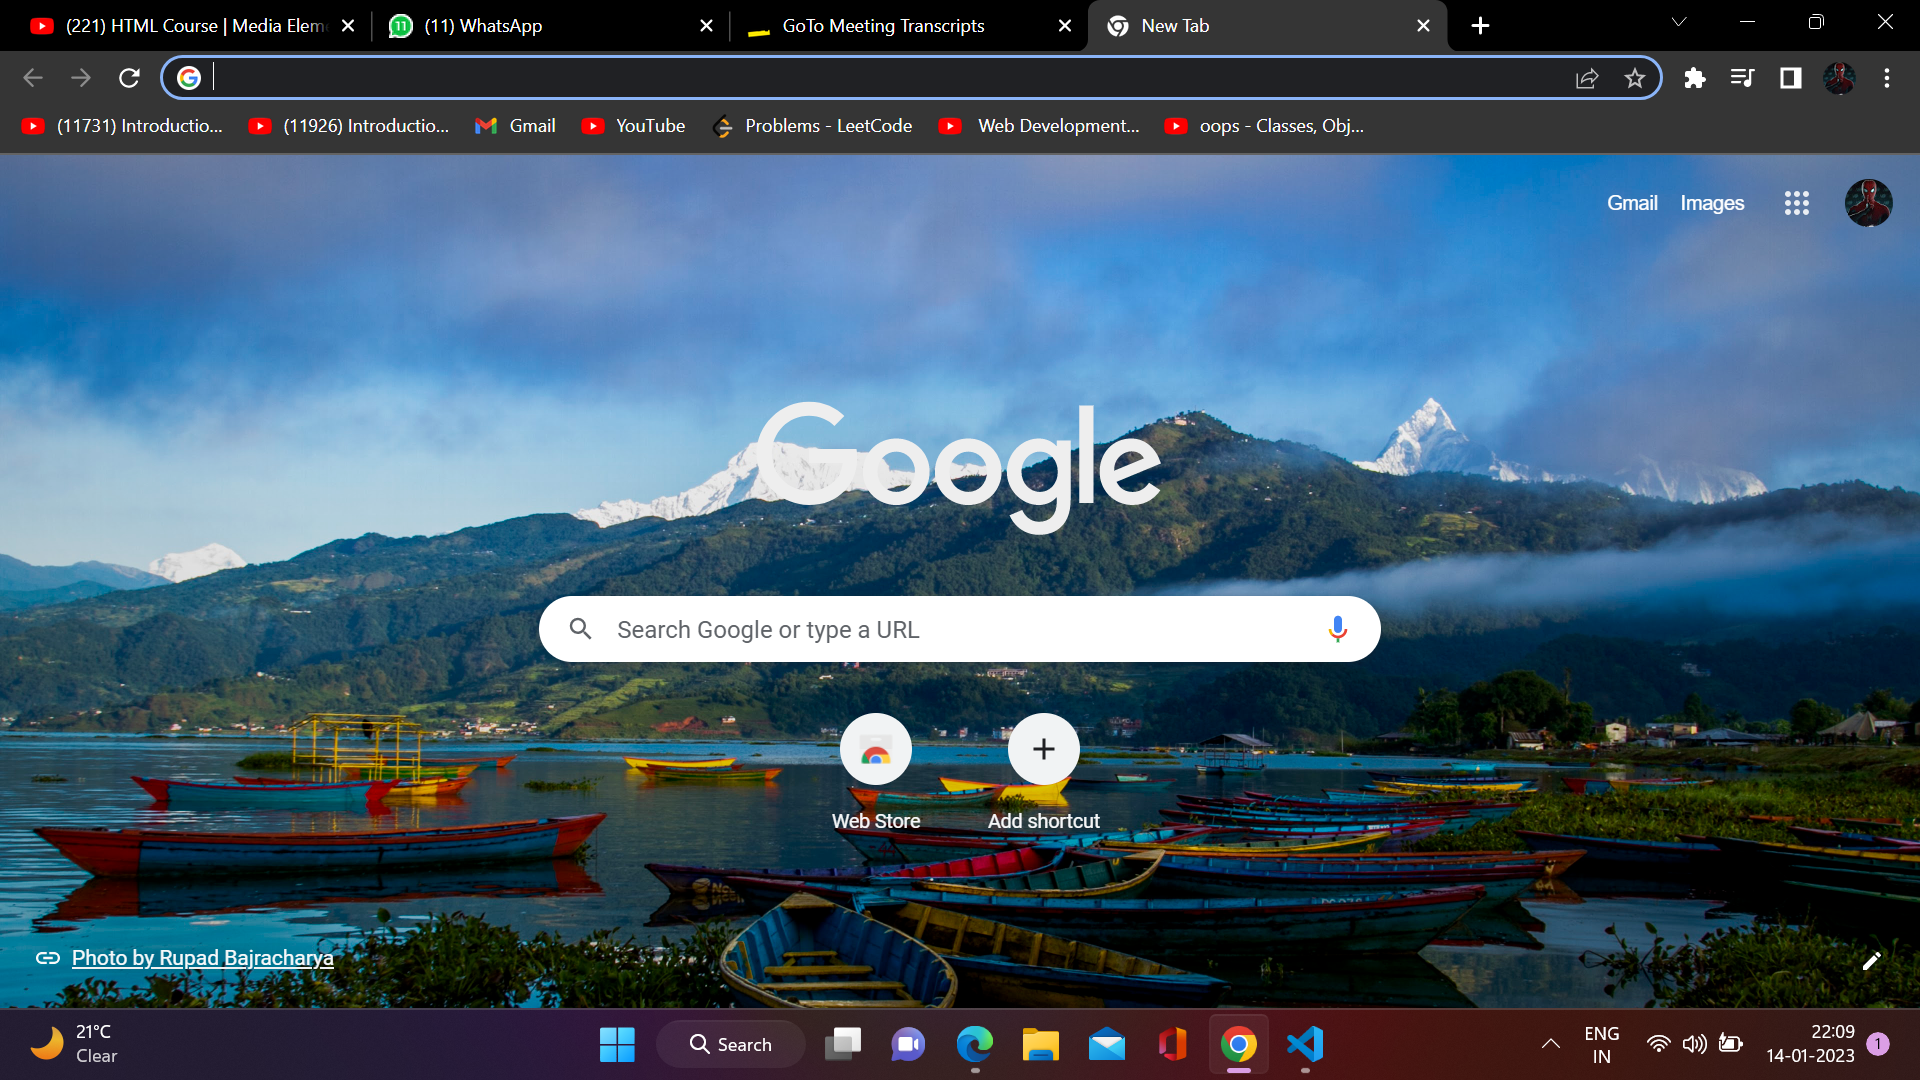 (221) HTML Course | Media Elem
(11) WhatsApp
GoTo Meeting Transcripts
New Tab
(11731) Introductio...
(11926) Introductio...
Gmail
YouTube
Problems - LeetCode
Web Development...
oops - Classes, Obj...
Gmail
Images
Google
Search Google or type a URL
Web Store
Add shortcut
Photo by Rupad Bajracharya
21°C
Clear
Search
ENG
IN
22:09
14-01-2023
1